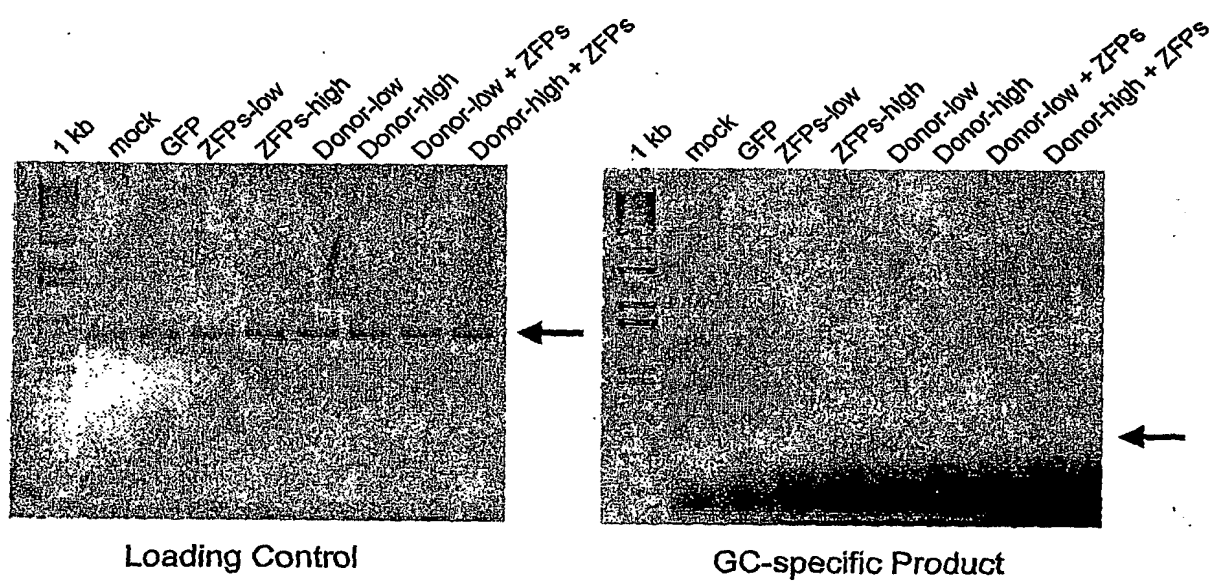 1 kb
mock
GFP
ZFPs-low
ZFPs-high
Donor-low
Donor-high
Donor-low + ZFPs
Donor-high + ZFPs
1 kb
mock
GFP
ZFPs-low
ZFPs-high
Donor-low
Donor-high
Donor-low + ZFPs
Donor-high + ZFPs
Loading Control
GC-specific Product